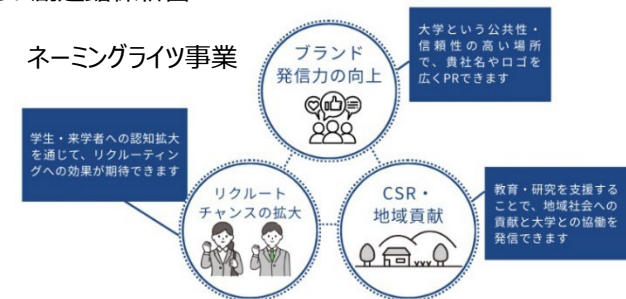 ネーミングライツ事業
ブランド
発信力の向上
大学という公共性・
信頼性の高い場所
で、貴社名やロゴを
広くPRできます
学生・来学者への認知拡大
を通じて、リクルーティン
グへの効果が期待できます
リクルート
チャンスの拡大
CSR・
地域貢献
教育・研究を支援する
ことで、地域社会への
貢献と大学との協働を
発信できます